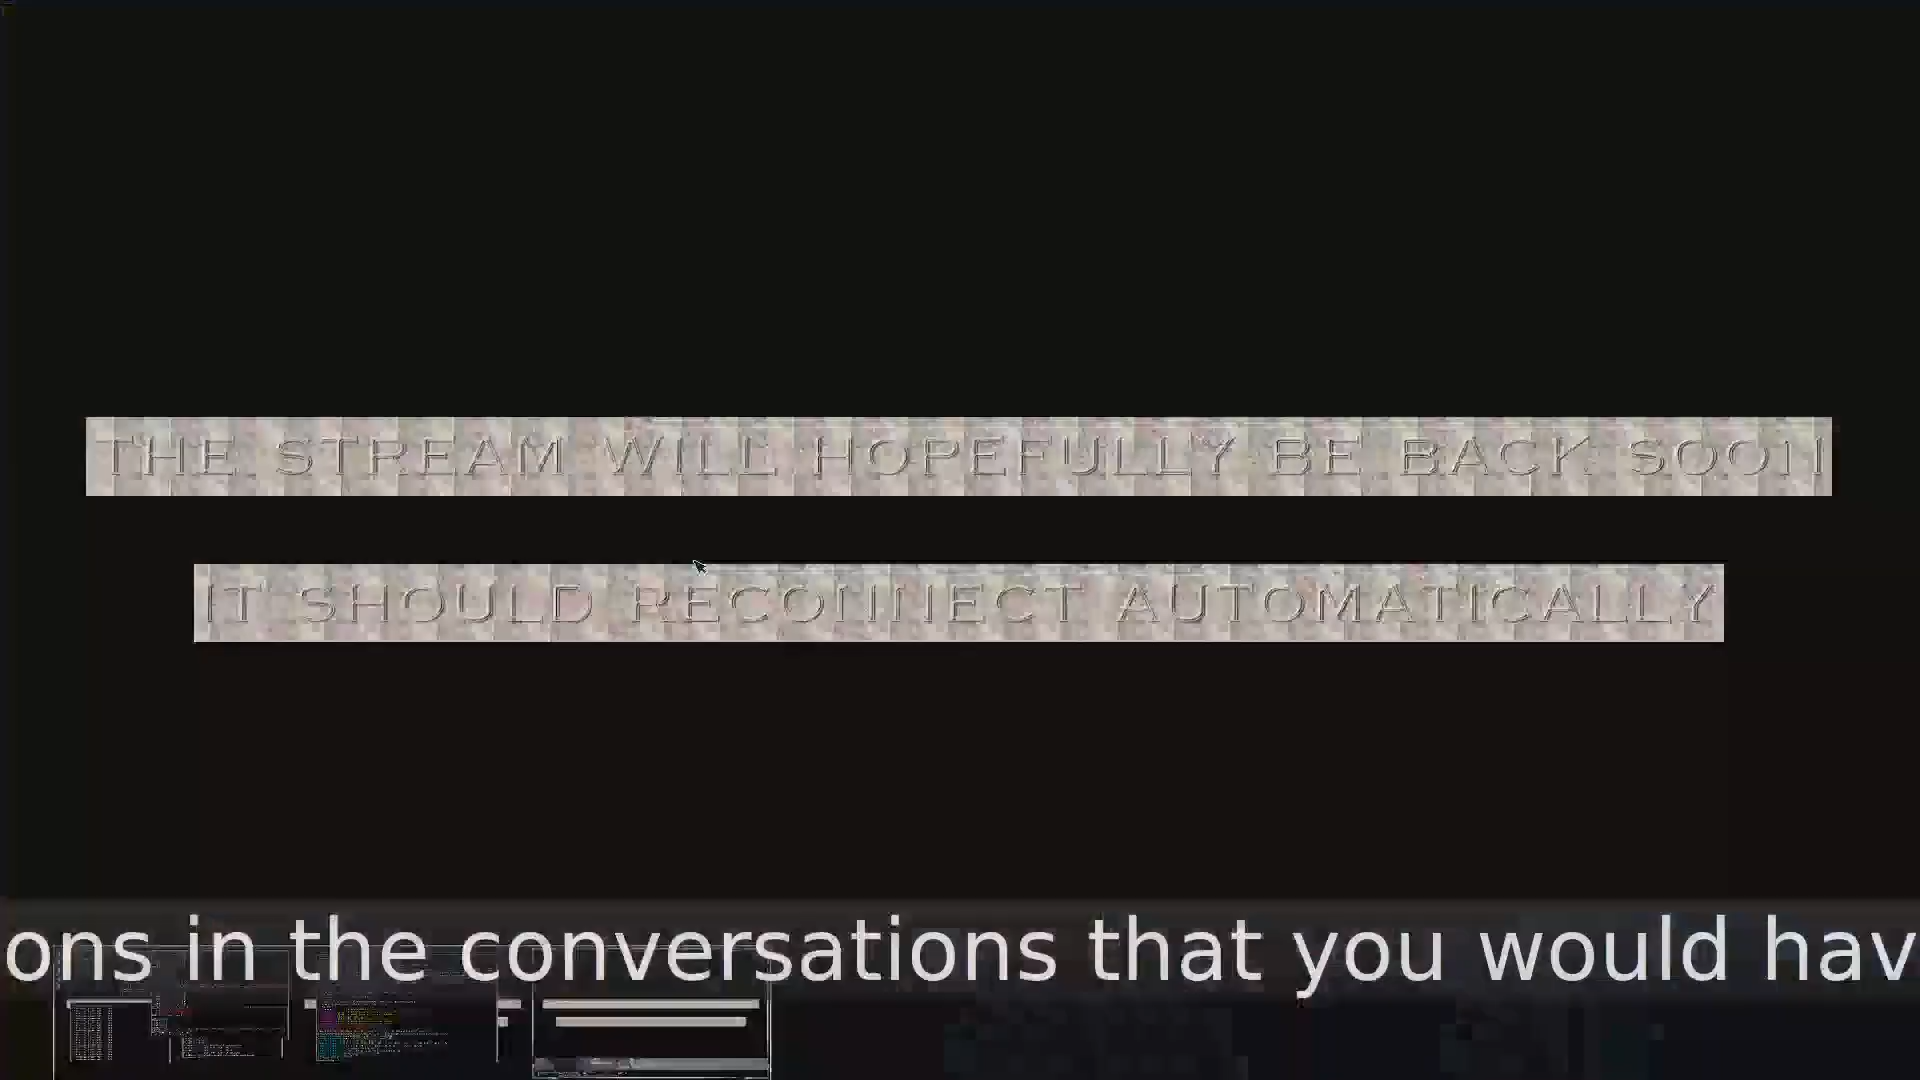 THE STREAM WILL HOPEFULLY BE BACK SOON
IT SHOULD RECONNECT AUTOMATICALLY
ons in the conversations that you would hav